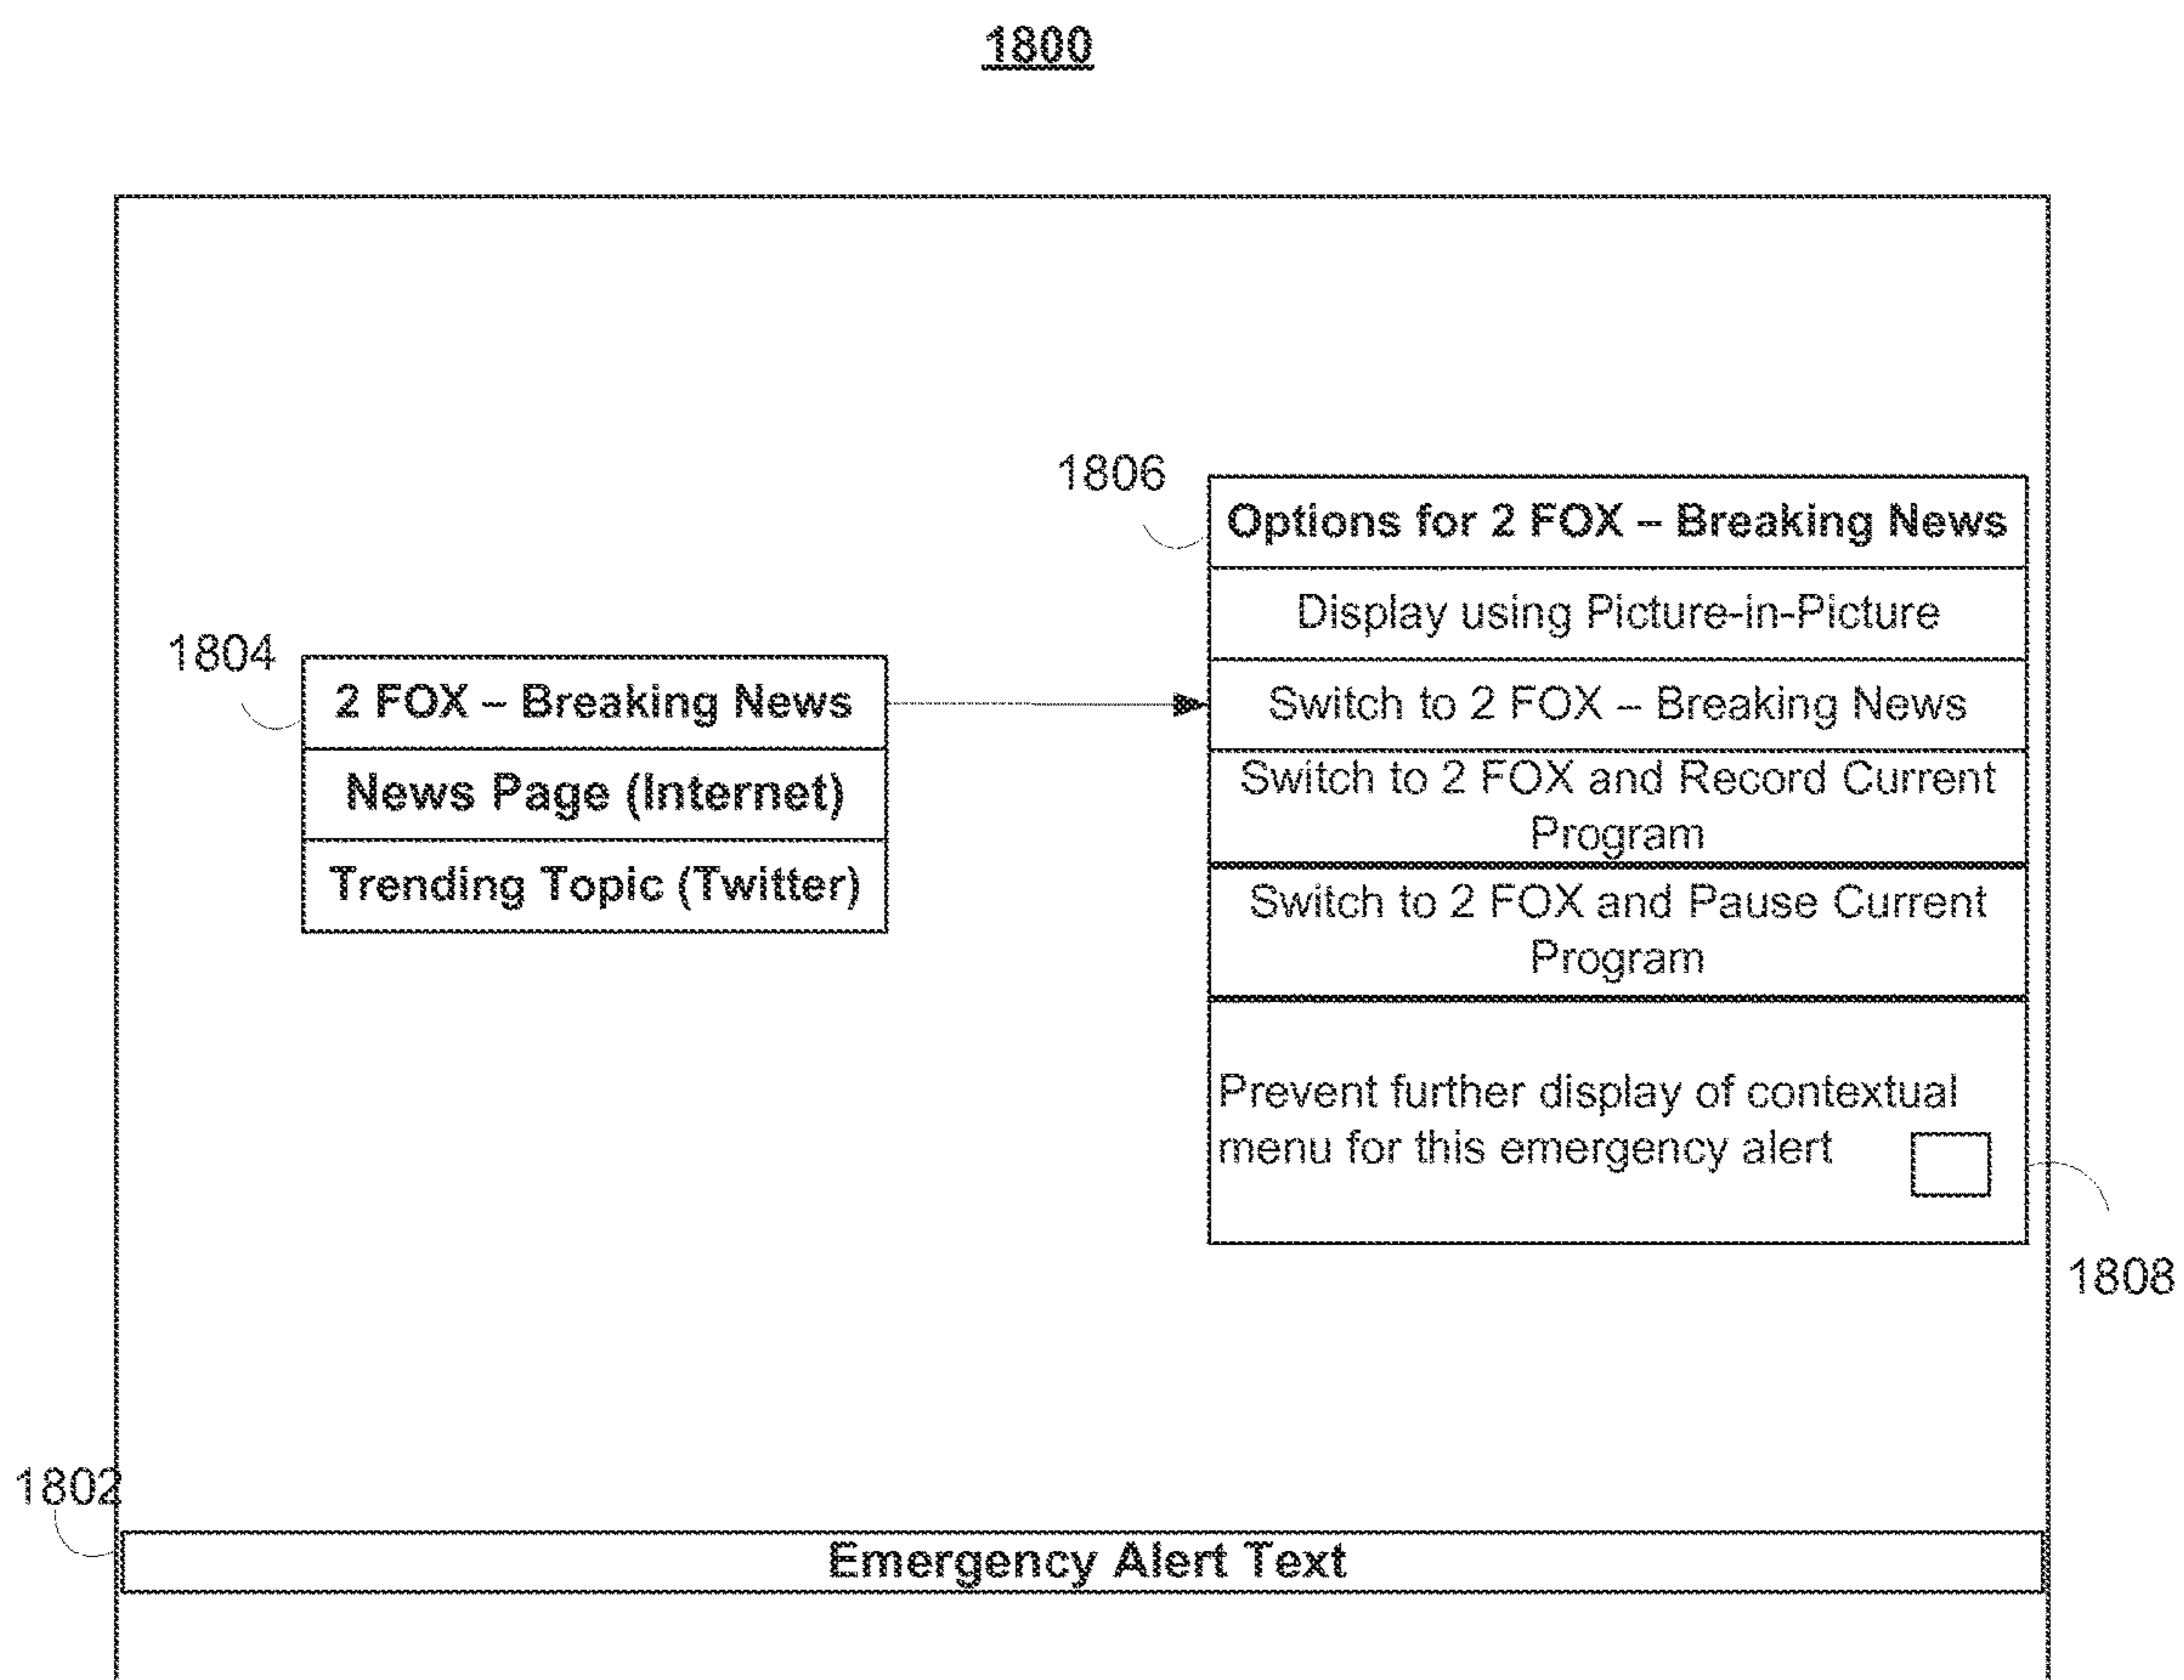 1800
1806
Options for 2 FOX – Breaking News
Display using Picture-in-Picture
Switch to 2 FOX – Breaking News
Switch to 2 FOX and Record Current
Program
Switch to 2 FOX and Pause Current
Program
Prevent further display of contextual
menu for this emergency alert
1808
1804
2 FOX – Breaking News
News Page (Internet)
Trending Topic (Twitter)
1802
Emergency Alert Text